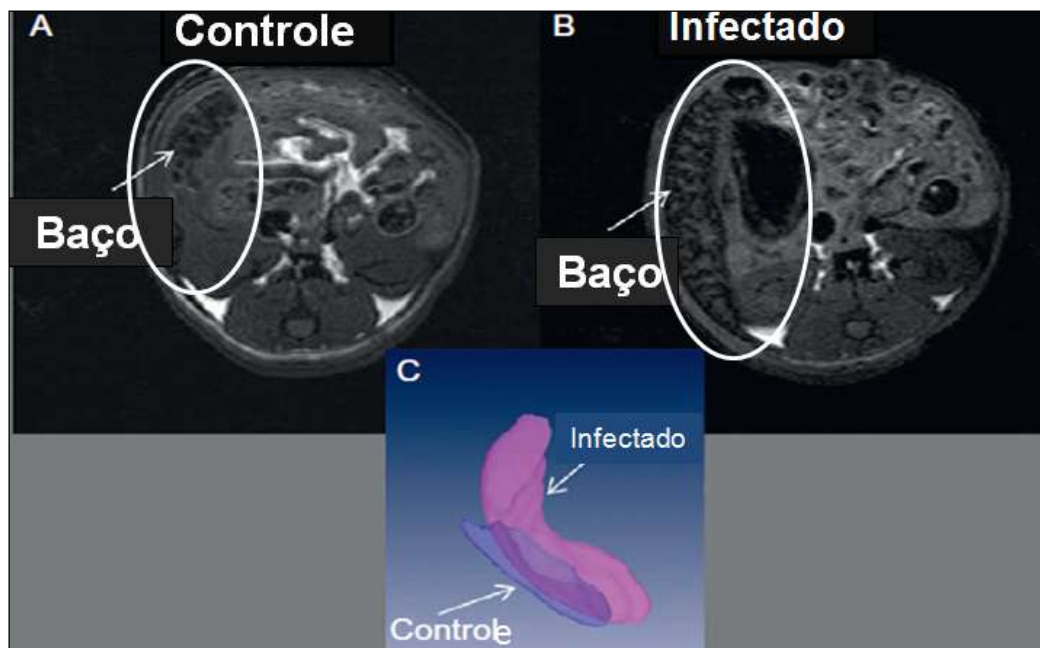 A
Controle
Baço
B
Infectado
Baço
C
Infectado
Controle